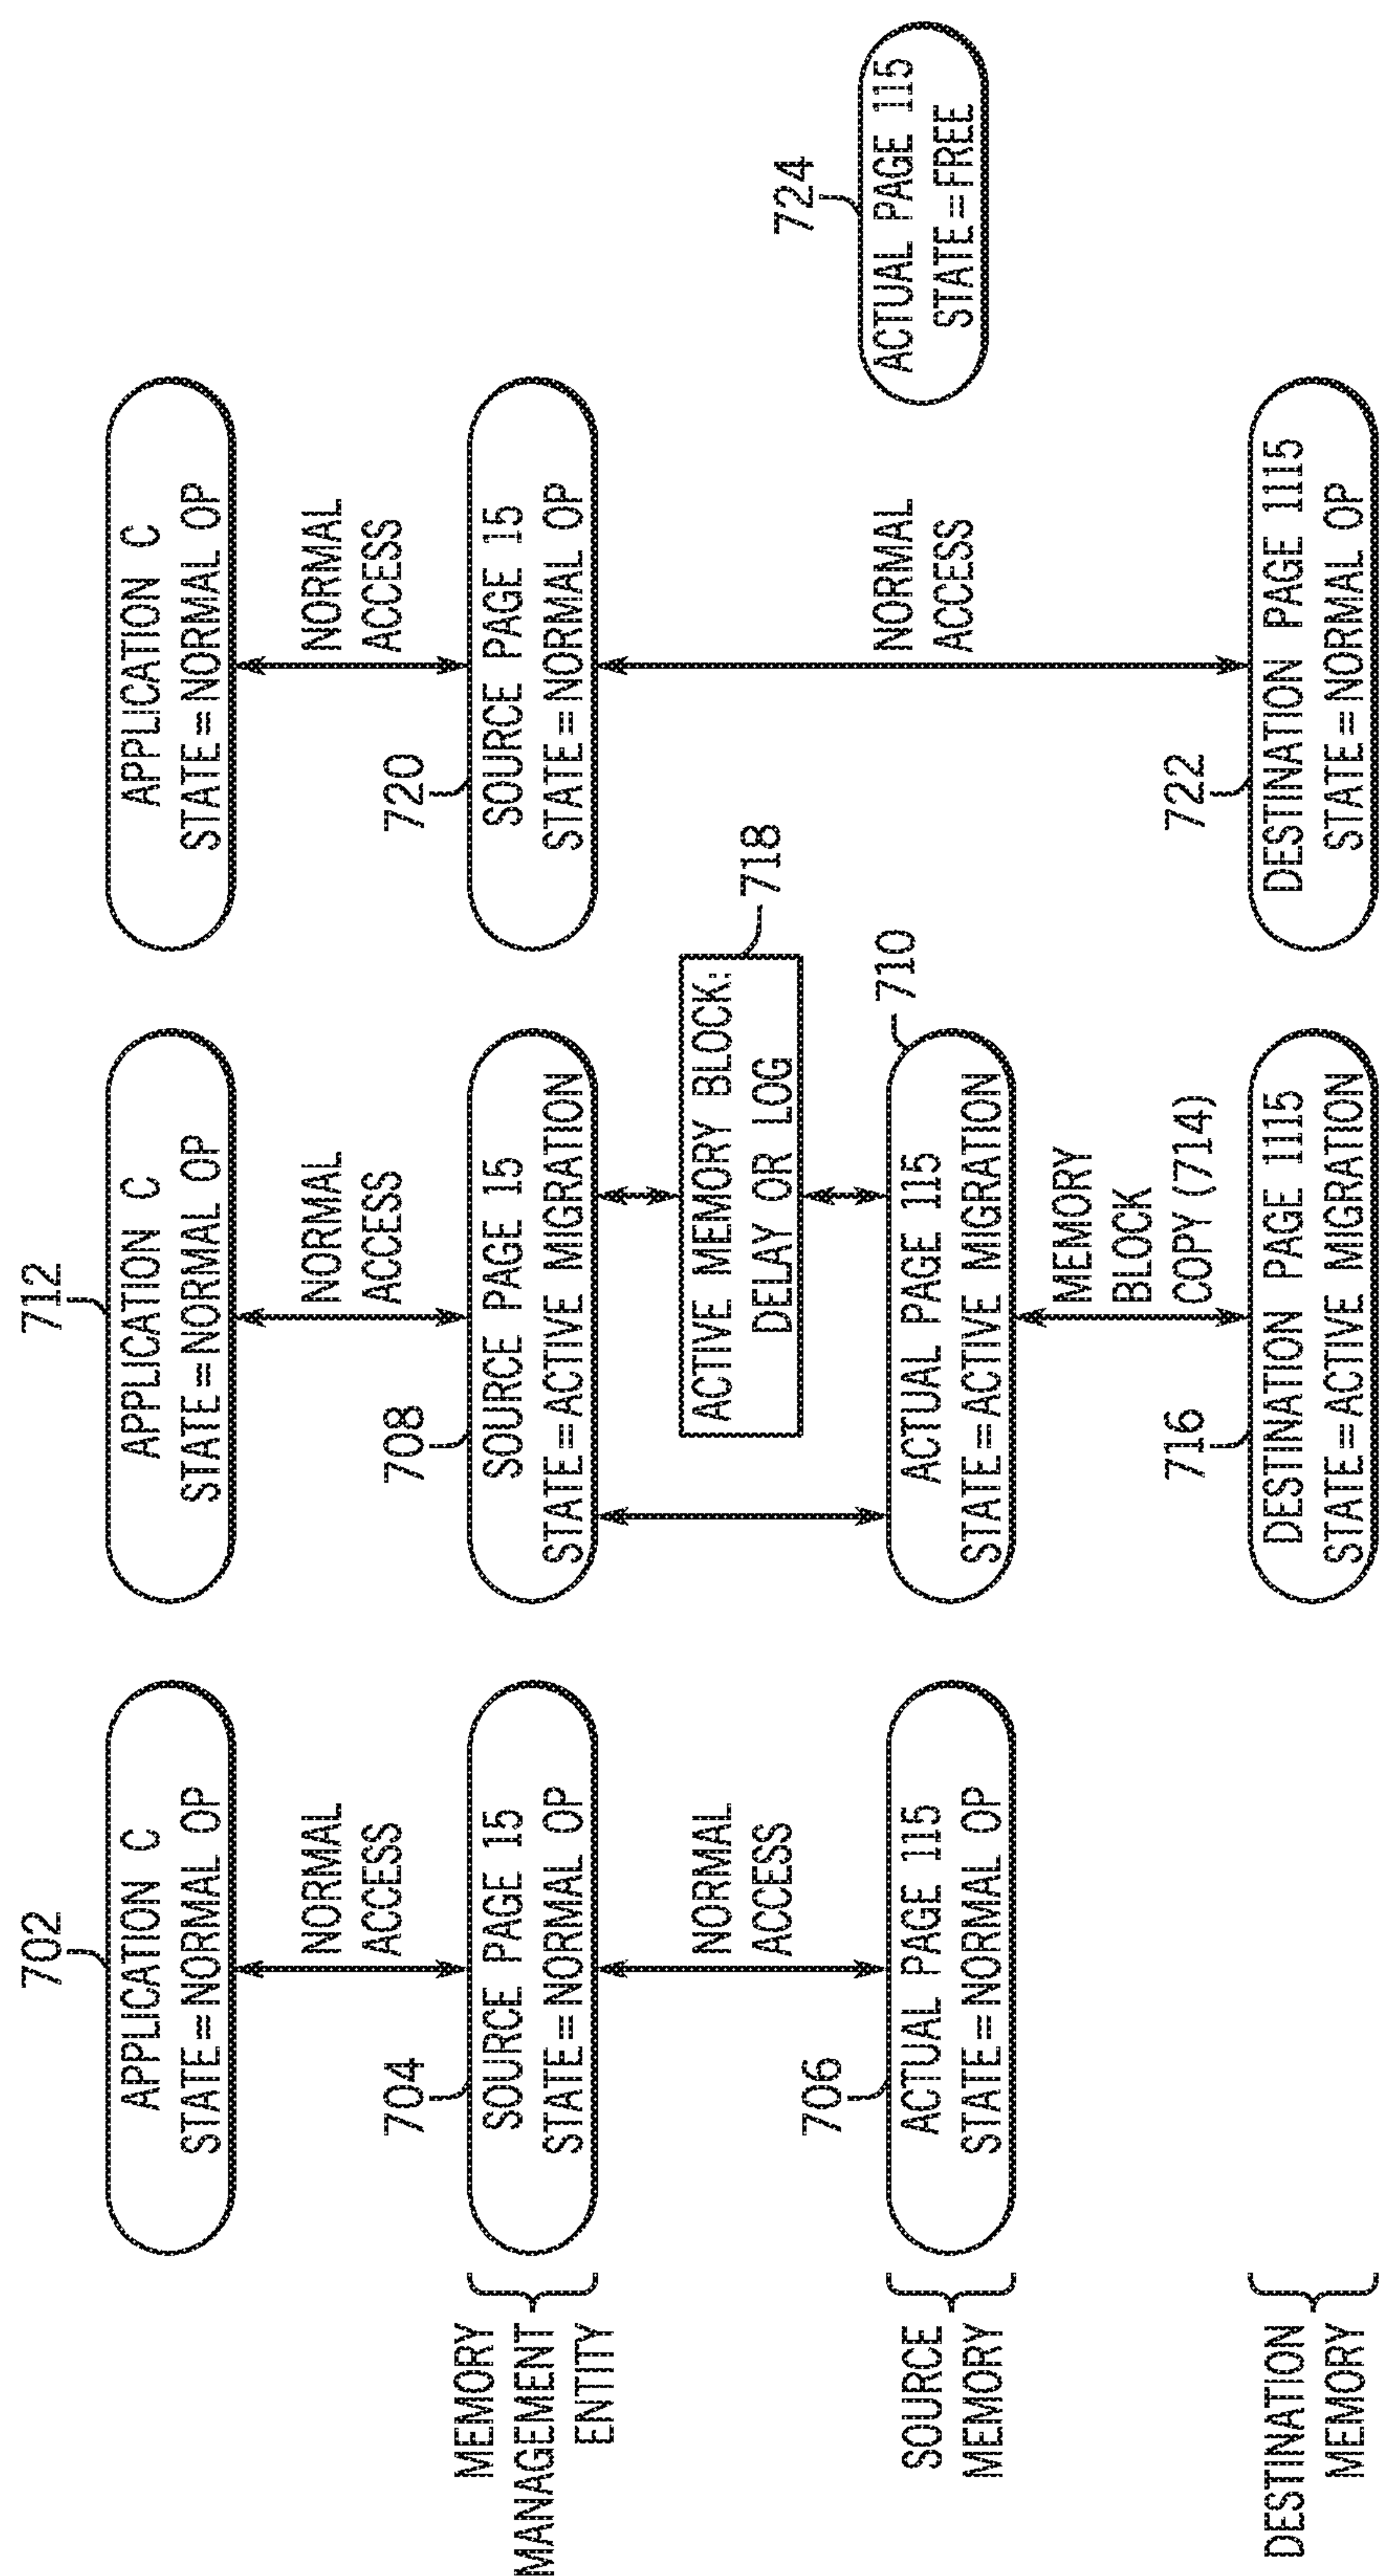 702
APPLICATION C
STATE=NORMAL OP
NORMAL
ACCESS
704
SOURCE PAGE 15
STATE=NORMAL OP
NORMAL
ACCESS
706
ACTUAL PAGE 115
STATE=NORMAL OP
712
APPLICATION C
STATE=NORMAL OP
NORMAL
ACCESS
708
SOURCE PAGE 15
STATE=ACTIVE MIGRATION
ACTIVE MEMORY BLOCK:
DELAY OR LOG
718
710
ACTUAL PAGE 115
STATE=ACTIVE MIGRATION
MEMORY
BLOCK
COPY (714)
716
DESTINATION PAGE 1115
STATE=ACTIVE MIGRATION
APPLICATION C
STATE=NORMAL OP
NORMAL
ACCESS
720
SOURCE PAGE 15
STATE=NORMAL OP
NORMAL
ACCESS
722
DESTINATION PAGE 1115
STATE=NORMAL OP
724
ACTUAL PAGE 115
STATE=FREE
MEMORY
MANAGEMENT
ENTITY
SOURCE
MEMORY
DESTINATION
MEMORY